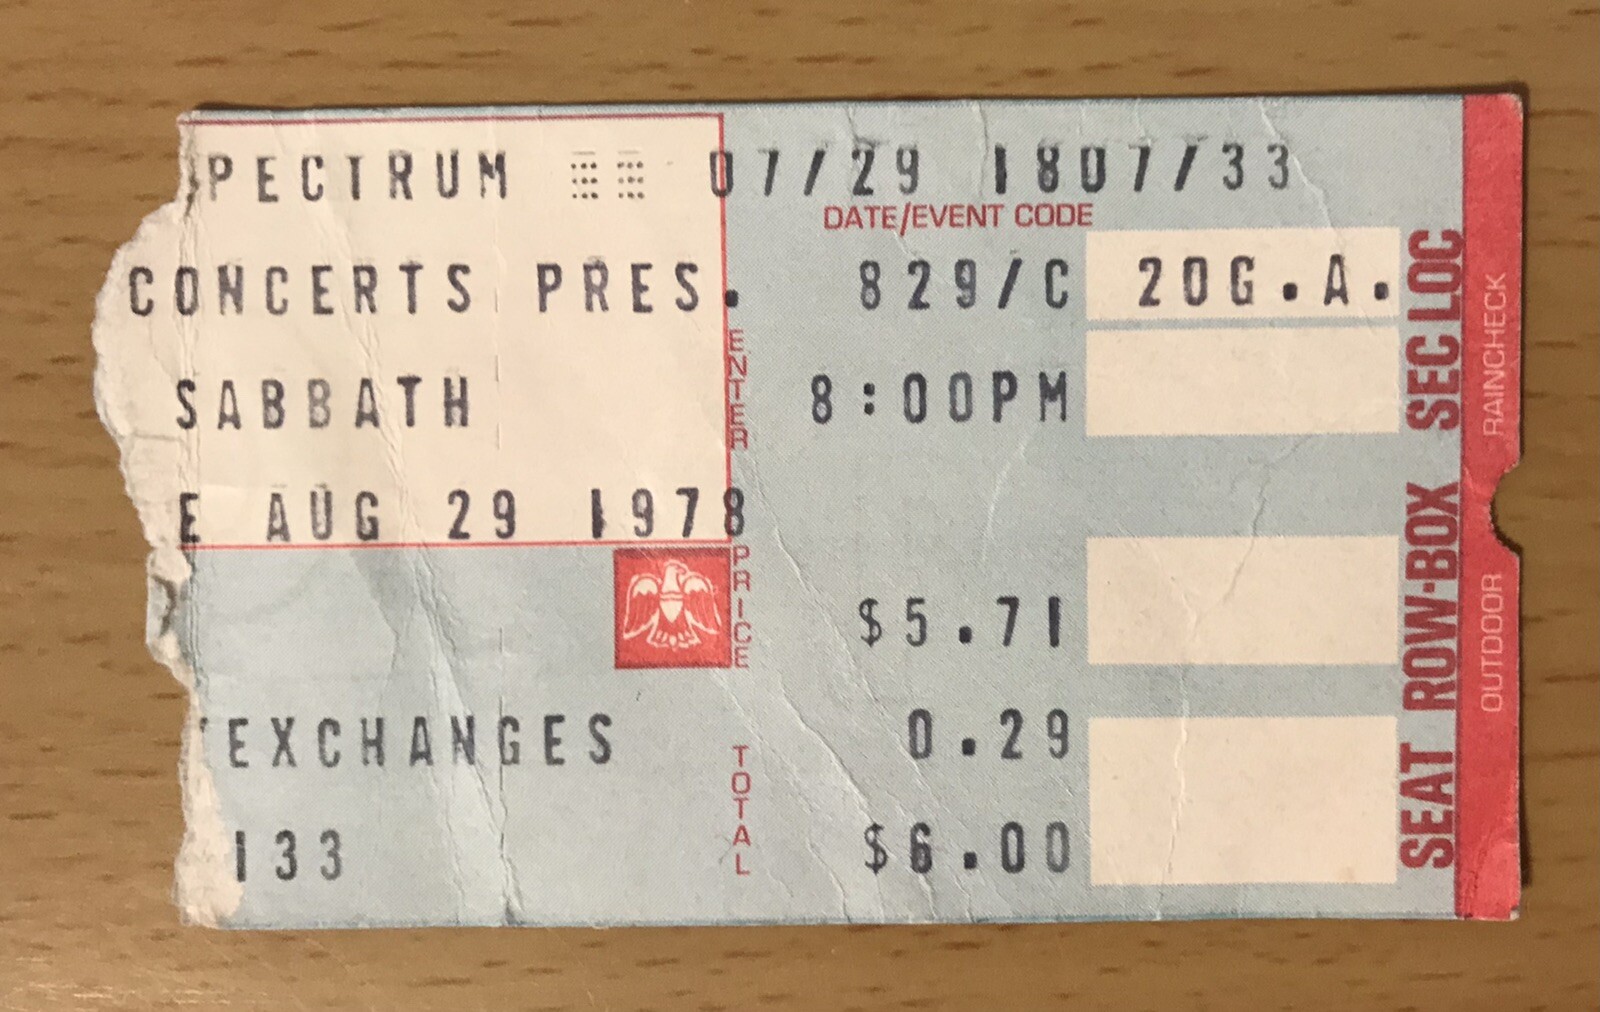 SPECTRUM 07/29 1807/33
DATE/EVENT CODE
CONCERTS PRES. 829/C 20G.A.
SABBATH 8:00PM
E AUG 29 1978
ENTER PRICE
$5.71
'EXCHANGES 0.29
TOTAL
133 $6.00
SEAT ROW-BOX SEC LOC
OUTDOOR RAINCHECK